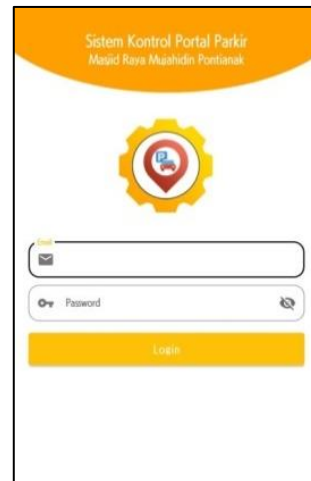 Sistem Kontrol Portal Parkir
Masjid Raya Mujahidin Pontianak
P
Email
Password
Login